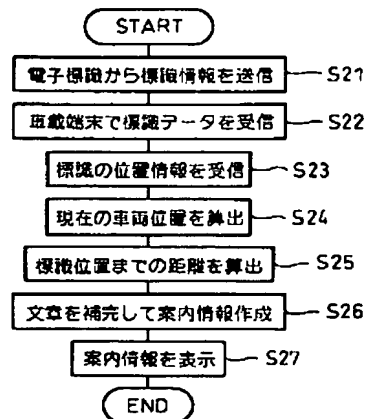 START
電子標識から標識情報を送信 S21
車載端末で標識データを受信 S22
標識の位置情報を受信 S23
現在の車両位置を算出 S24
標識位置までの距離を算出 S25
文章を補完して案内情報作成 S26
案内情報を表示 S27
END